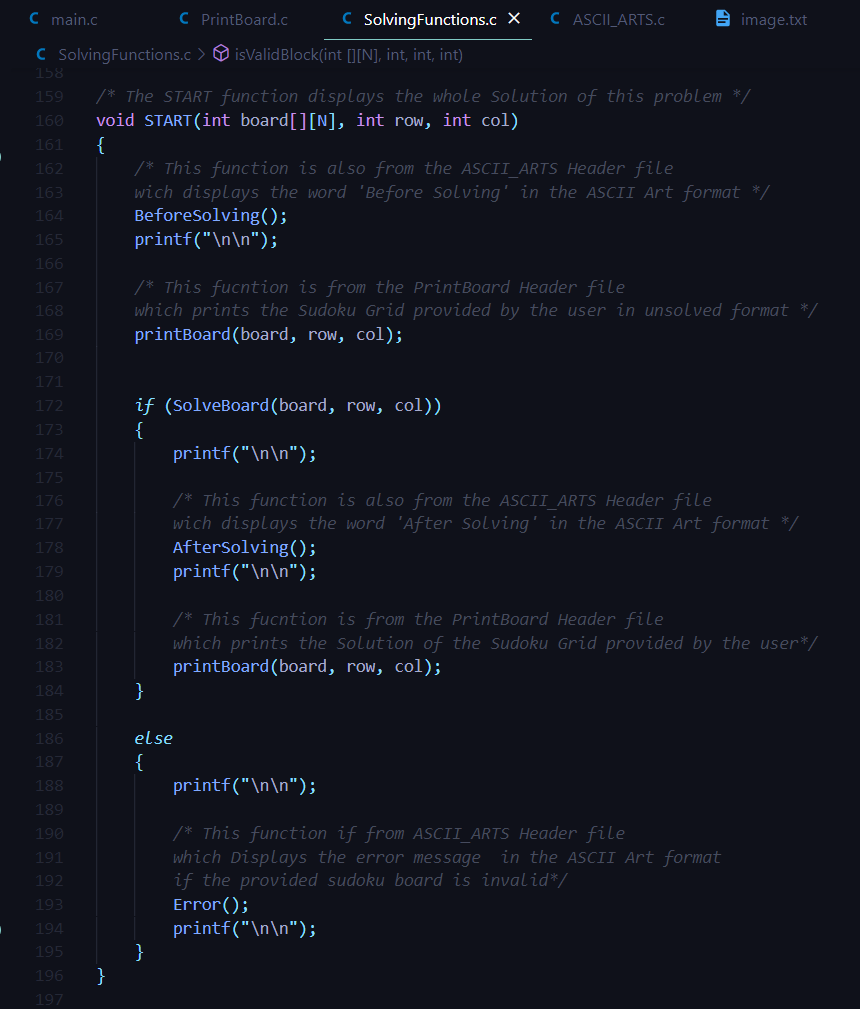 C main.c C PrintBoard.c C SolvingFunctions.c × C ASCII_ARTS.c image.txt
C SolvingFunctions.c > isValidBlock(int [][N], int, int, int)
158
159 /* The START function displays the whole Solution of this problem */
160 void START(int board[][N], int row, int col)
161 {
162 /* This function is also from the ASCII_ARTS Header file
163 wich displays the word 'Before Solving' in the ASCII Art format */
164 BeforeSolving();
165 printf("\n\n");
166
167 /* This fucntion is from the PrintBoard Header file
168 which prints the Sudoku Grid provided by the user in unsolved format */
169 printBoard(board, row, col);
170
171
172 if (SolveBoard(board, row, col))
173 {
174 printf("\n\n");
175
176 /* This function is also from the ASCII_ARTS Header file
177 wich displays the word 'After Solving' in the ASCII Art format */
178 AfterSolving();
179 printf("\n\n");
180
181 /* This fucntion is from the PrintBoard Header file
182 which prints the Solution of the Sudoku Grid provided by the user*/
183 printBoard(board, row, col);
184 }
185
186 else
187 {
188 printf("\n\n");
189
190 /* This function if from ASCII_ARTS Header file
191 which Displays the error message  in the ASCII Art format
192 if the provided sudoku board is invalid*/
193 Error();
194 printf("\n\n");
195 }
196 }
197